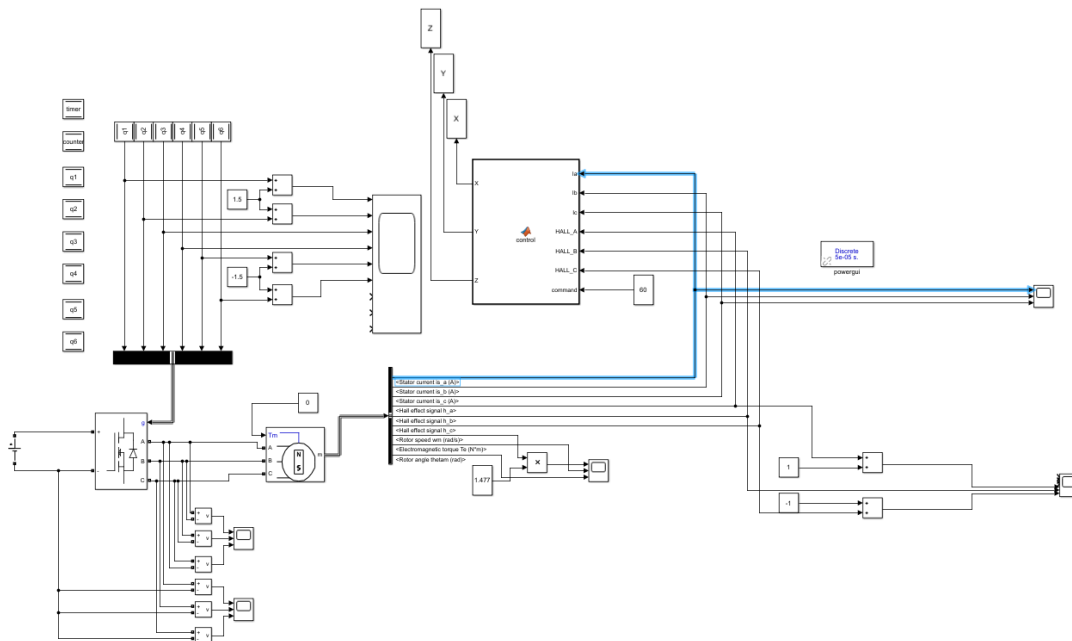 Z
Y
X
timer
counter
q1
q2
q3
q4
q5
q6
q1
q2
q3
q4
q5
q6
1.5
-1.5
X
Y
Z
control
Ia
Ib
Ic
HALL_A
HALL_B
HALL_C
command
60
Discrete
5e-05 s.
powergui
<Stator current is_a (A)>
<Stator current is_b (A)>
<Stator current is_c (A)>
<Hall effect signal h_a>
<Hall effect signal h_b>
<Hall effect signal h_c>
<Rotor speed wm (rad/s)>
<Electromagnetic torque Te (N*m)>
<Rotor angle thetam (rad)>
0
g
A
B
C
+
-
Tm
A
B
C
m
N
S
1.477
×
1
-1
+
-
v
+
-
v
+
-
v
+
-
v
+
-
v
+
-
v